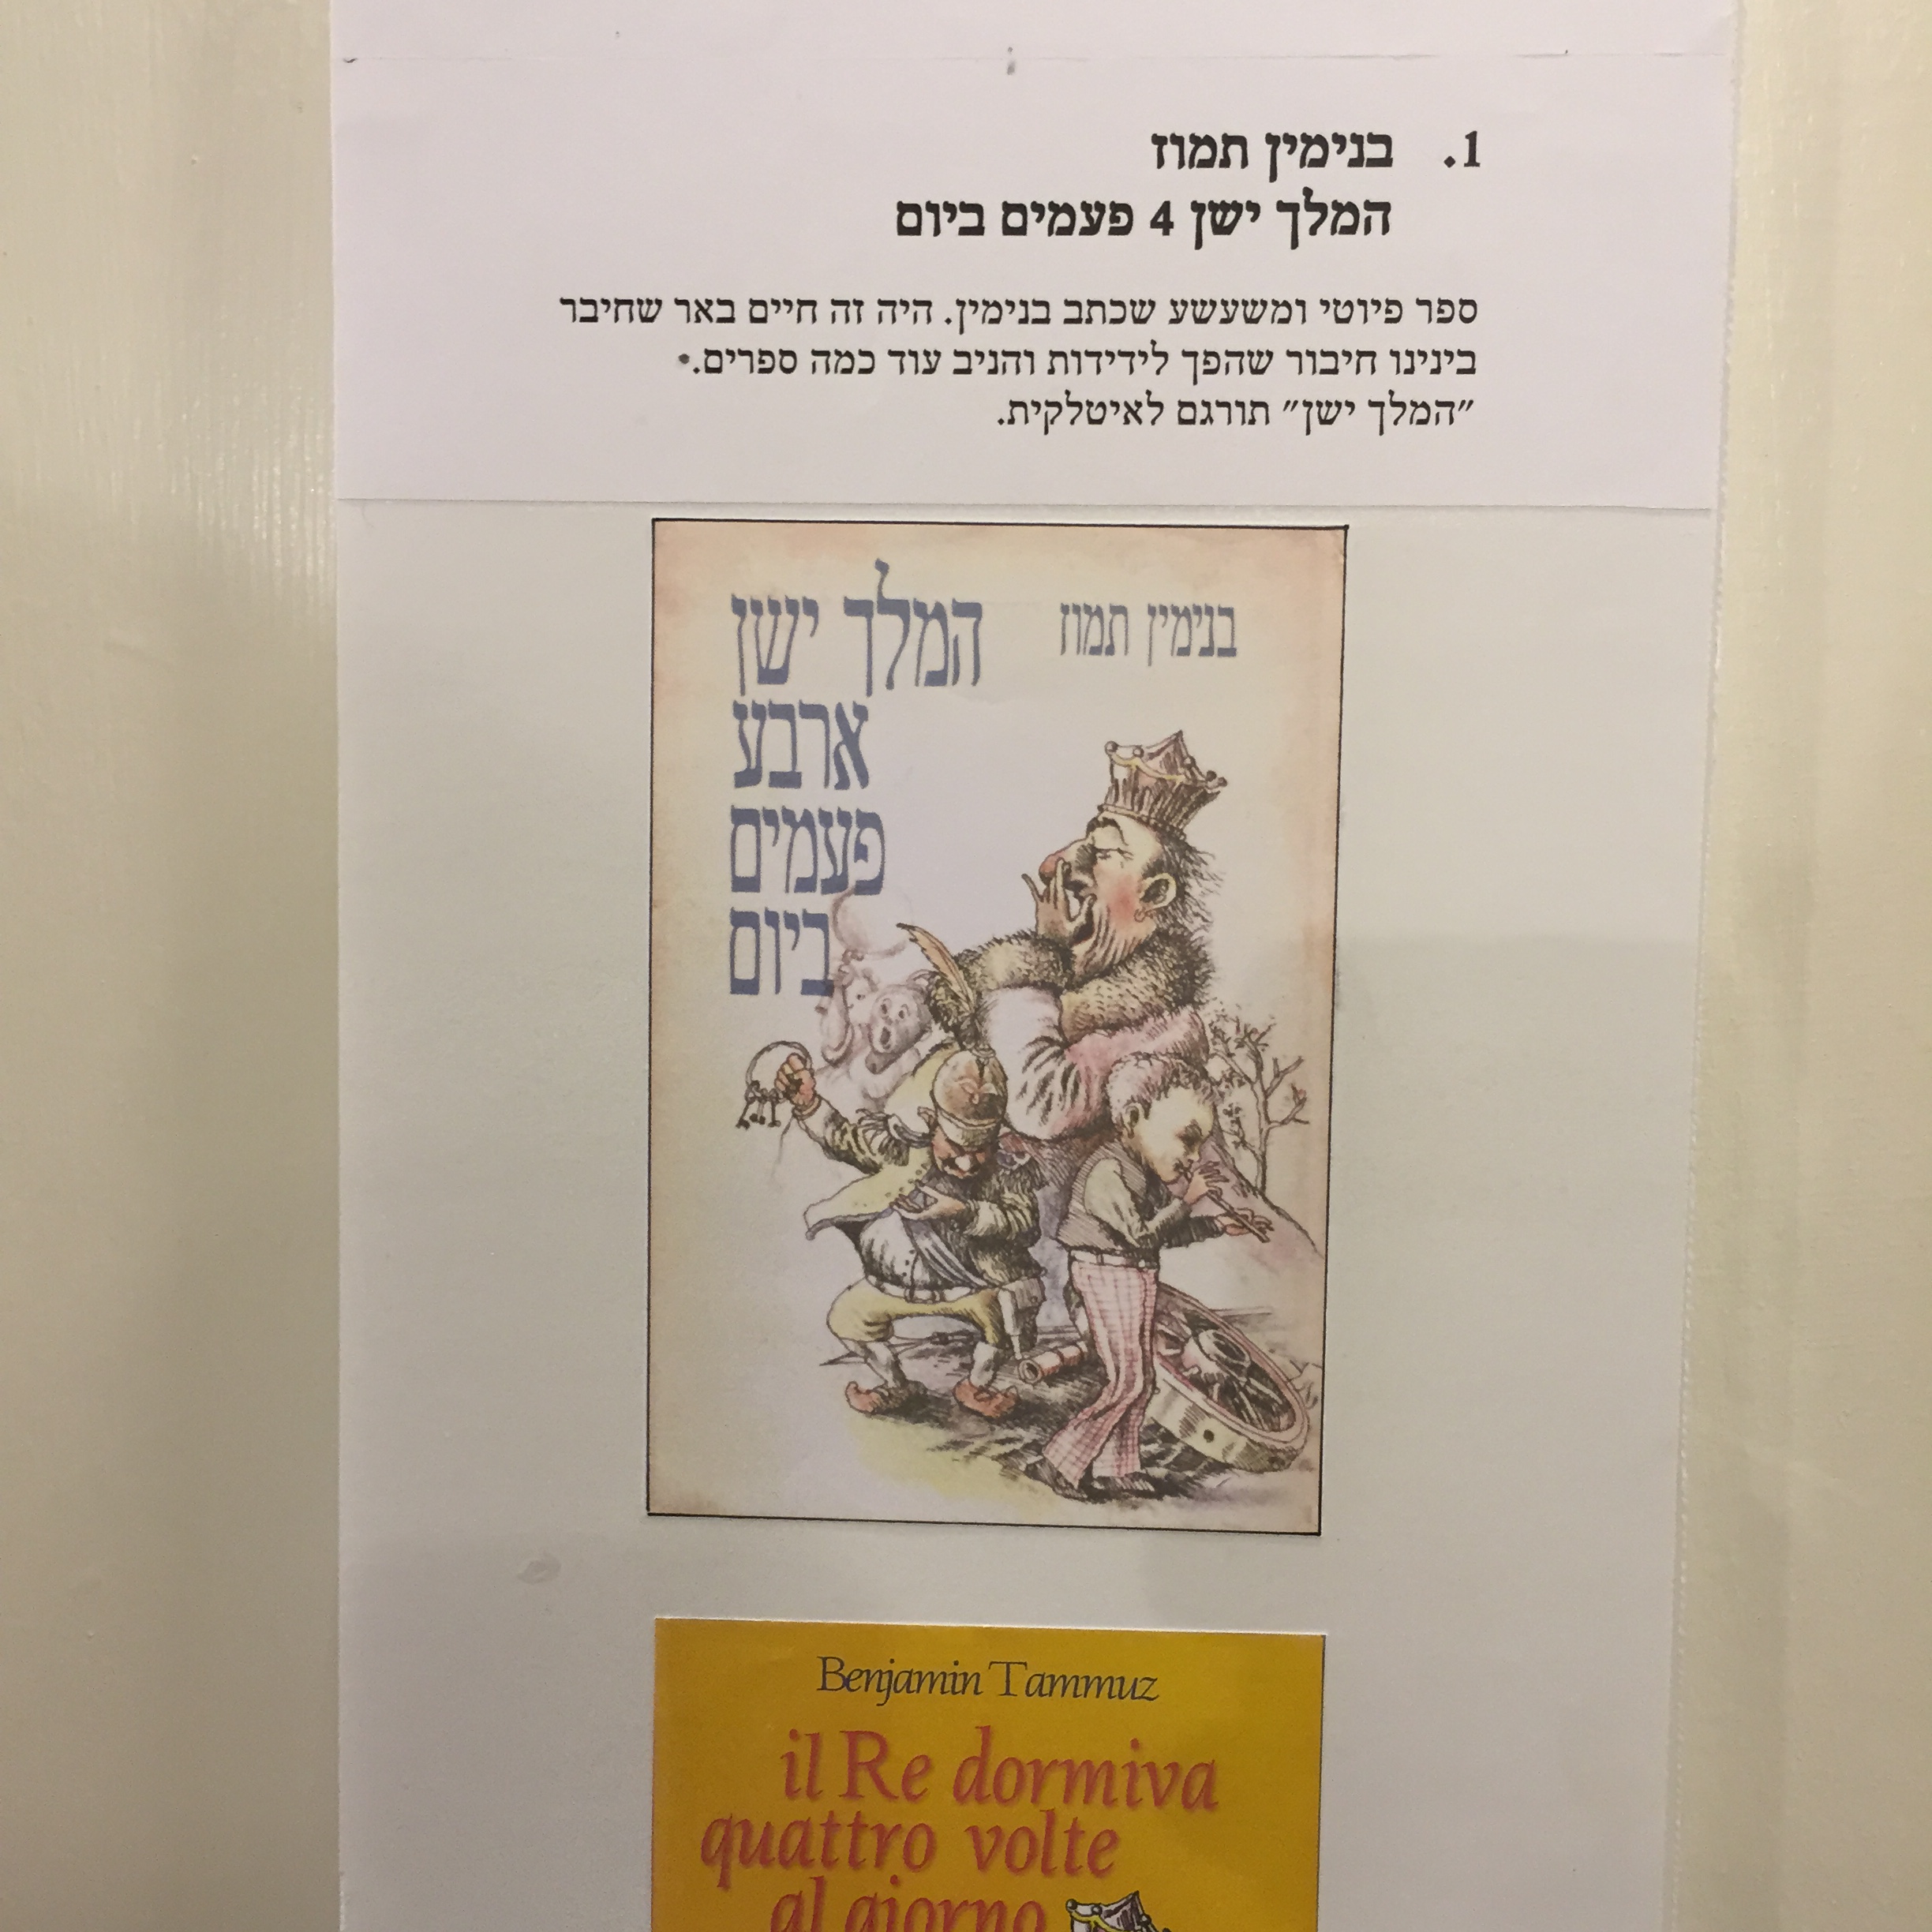 1. בנימין תמוז
המלך ישן 4 פעמים ביום
ספר פיוטי ומשעשע שכתב בנימין. היה זה חיים באר שחיבר
בינינו חיבור שהפך לידידות והניב עוד כמה ספרים.
"המלך ישן" תורגם לאיטלקית.
בנימין תמוז
המלך ישן
ארבע
פעמים
ביום
Benjamin Tammuz
il Re dormiva
quattro volte
al giorno